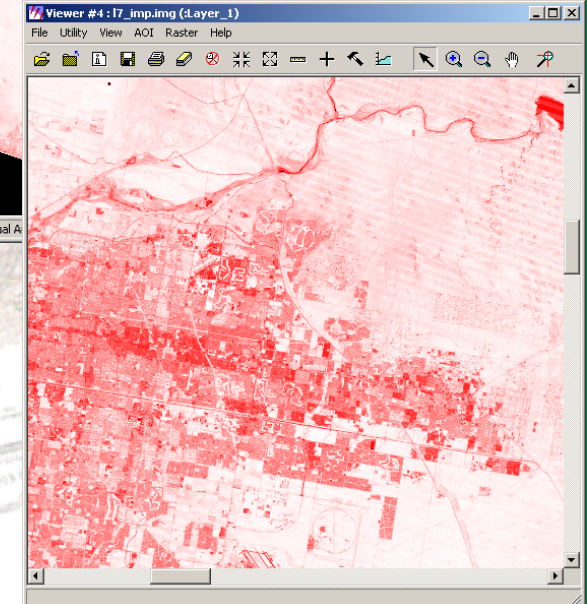 Viewer #4 : l7_imp.img (:Layer_1)
File Utility View AOI Raster Help
ual A